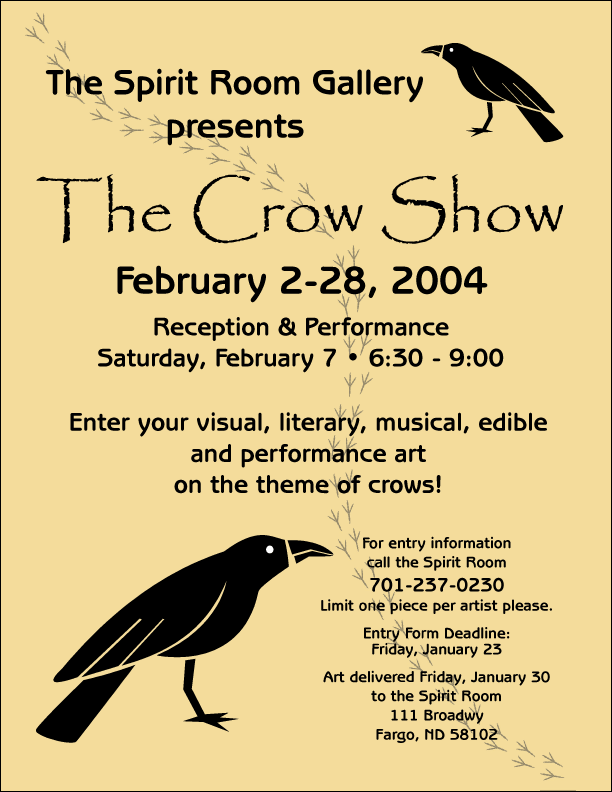 The Spirit Room Gallery
presents
The Crow Show
February 2-28, 2004
Reception & Performance
Saturday, February 7 • 6:30 - 9:00
Enter your visual, literary, musical, edible
and performance art
on the theme of crows!
For entry information
call the Spirit Room
701-237-0230
Limit one piece per artist please.
Entry Form Deadline:
Friday, January 23
Art delivered Friday, January 30
to the Spirit Room
111 Broadwy
Fargo, ND 58102